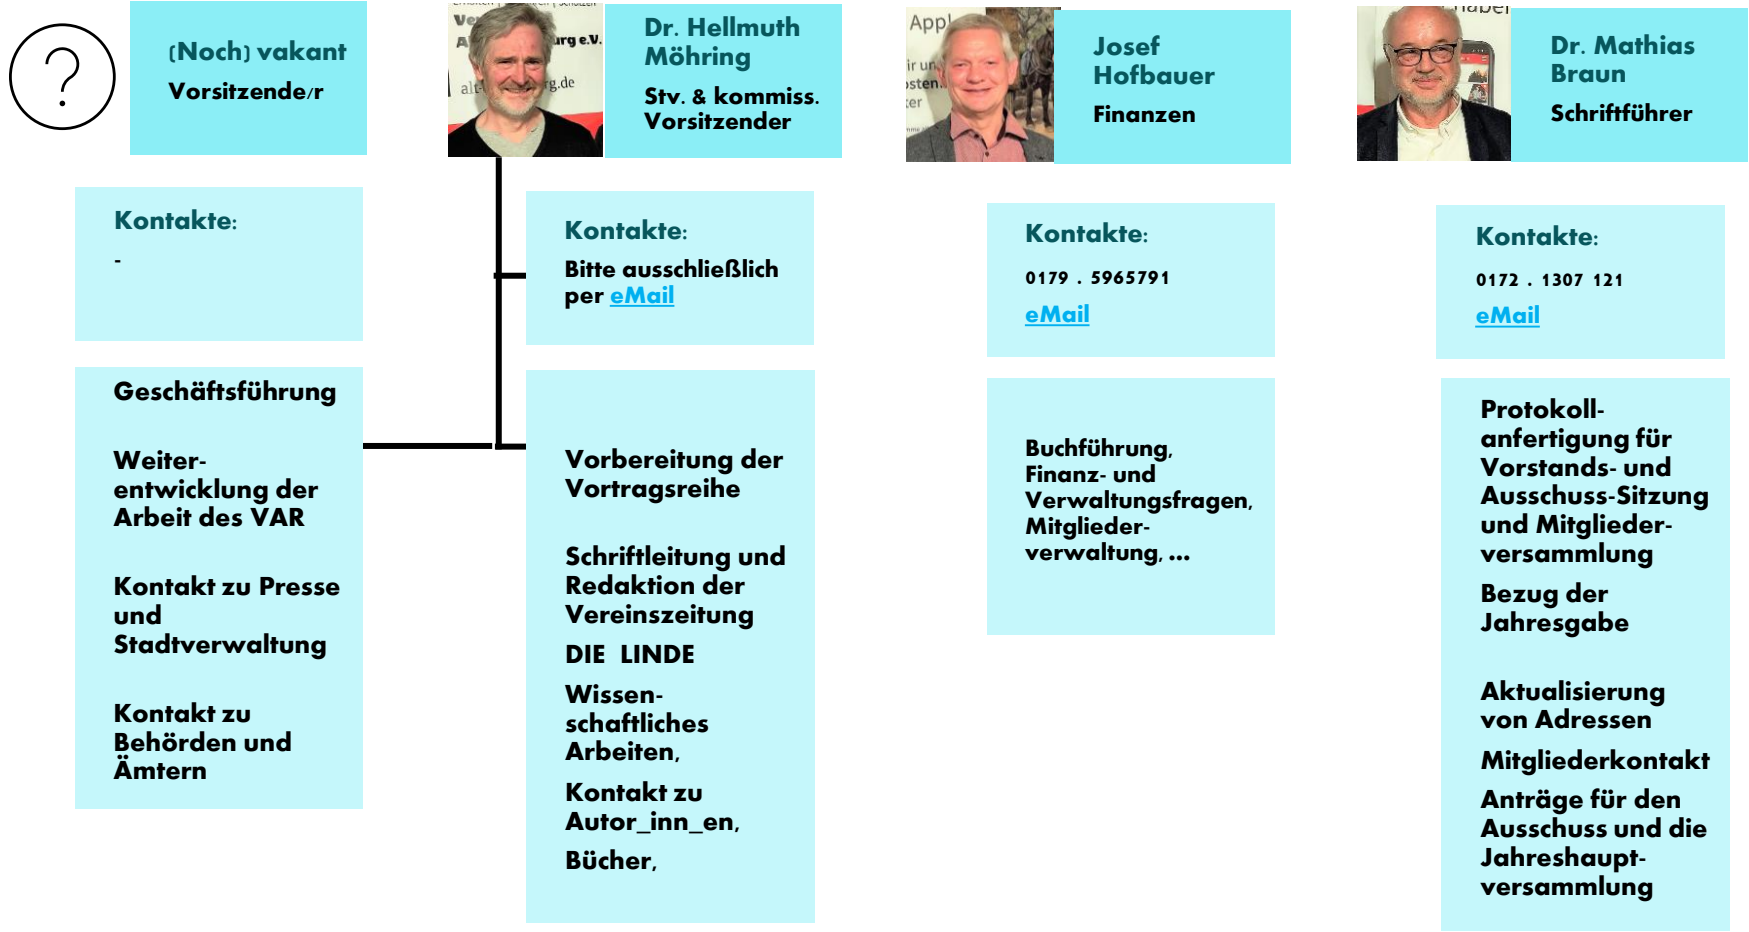 ?
(Noch) vakant
Vorsitzende/r
Kontakte:
-
Geschäftsführung
Weiter-
entwicklung der
Arbeit des VAR
Kontakt zu Presse
und
Stadtverwaltung
Kontakt zu
Behörden und
Ämtern
urg e.V.
Dr. Hellmuth
Möhring
Stv. & kommiss.
Vorsitzender
Kontakte:
Bitte ausschließlich
per eMail
Vorbereitung der
Vortragsreihe
Schriftleitung und
Redaktion der
Vereinszeitung
DIE LINDE
Wissen-
schaftliches
Arbeiten,
Kontakt zu
Autor_inn_en,
Bücher,
App!
Josef
Hofbauer
Finanzen
Kontakte:
0179 . 5965791
eMail
Buchführung,
Finanz- und
Verwaltungsfragen,
Mitglieder-
verwaltung, ...
Dr. Mathias
Braun
Schriftführer
Kontakte:
0172 . 1307 121
eMail
Protokoll-
anfertigung für
Vorstands- und
Ausschuss-Sitzung
und Mitglieder-
versammlung
Bezug der
Jahresgabe
Aktualisierung
von Adressen
Mitgliederkontakt
Anträge für den
Ausschuss und die
Jahreshaupt-
versammlung